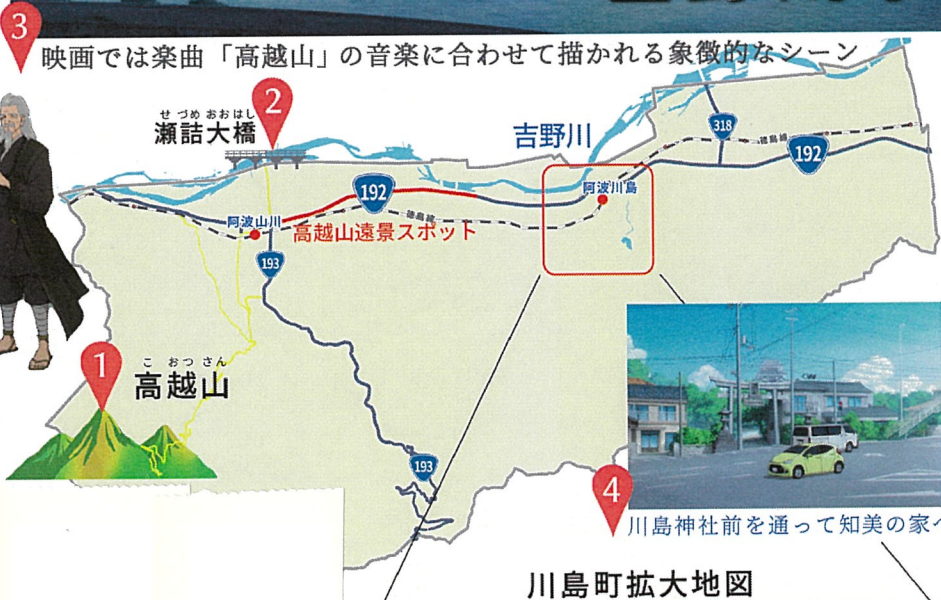 3
映画では楽曲「高越山」の音楽に合わせて描かれる象徴的なシーン
2
せづめおおはし
瀬詰大橋
吉野川
318
徳島線
192
192
阿波川島
阿波山川
徳島線
高越山遠景スポット
193
1
こおつさん
高越山
193
4
川島神社前を通って知美の家へ
川島町拡大地図